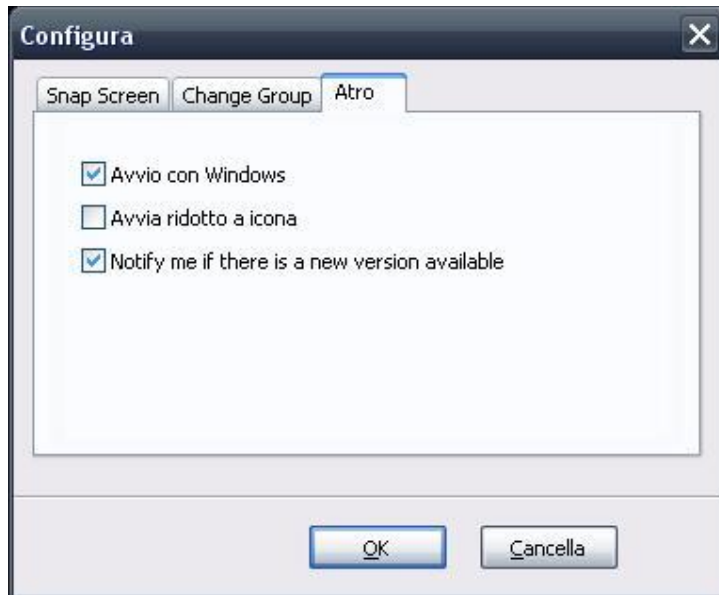 Configura
Snap Screen Change Group Atro
Avvio con Windows
Avvia ridotto a icona
Notify me if there is a new version available
OK Cancella